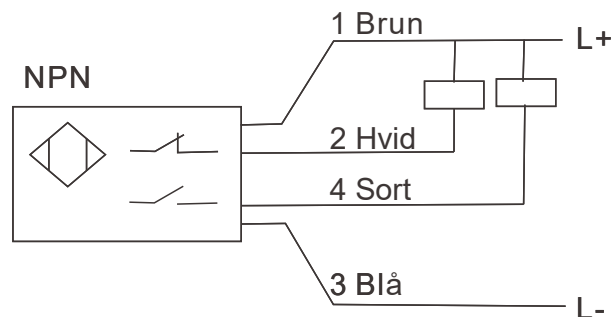 1 Brun
L+
NPN
2 Hvid
4 Sort
3 Blå
L-